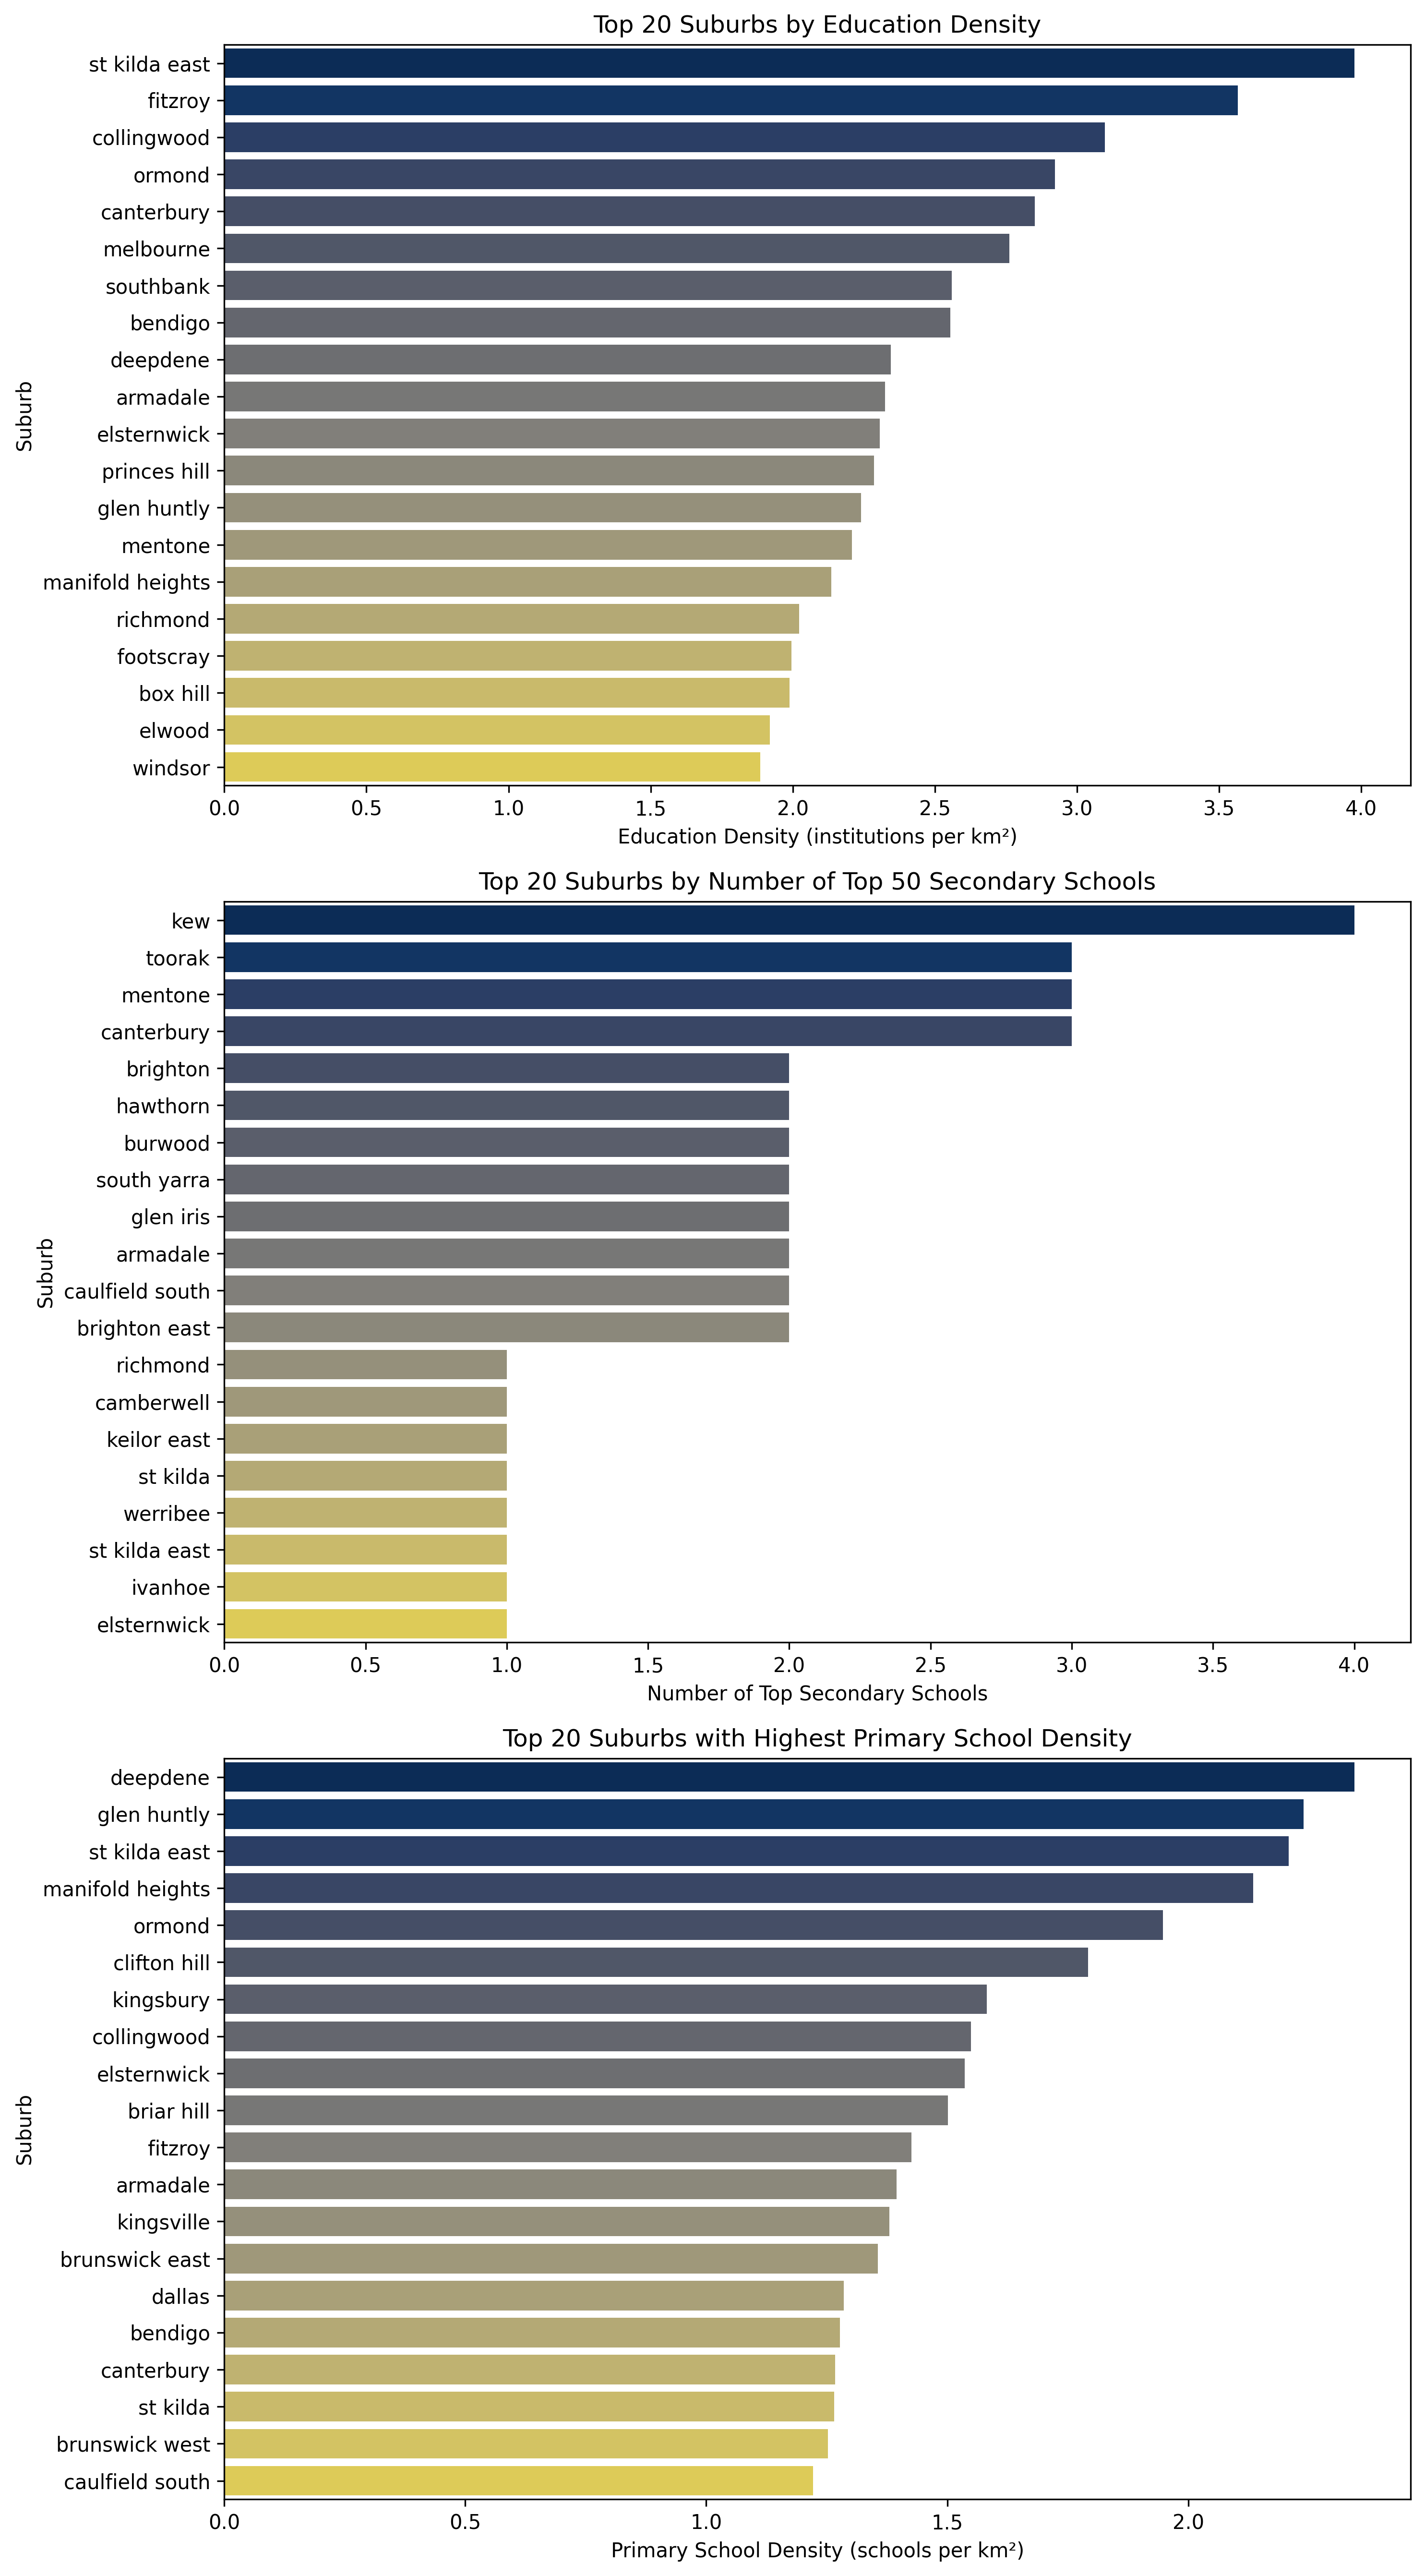 Top 20 Suburbs by Education Density
Suburb
st kilda east
fitzroy
collingwood
ormond
canterbury
melbourne
southbank
bendigo
deepdene
armadale
elsternwick
princes hill
glen huntly
mentone
manifold heights
richmond
footscray
box hill
elwood
windsor
0.0 0.5 1.0 1.5 2.0 2.5 3.0 3.5 4.0
Education Density (institutions per km²)
Top 20 Suburbs by Number of Top 50 Secondary Schools
Suburb
kew
toorak
mentone
canterbury
brighton
hawthorn
burwood
south yarra
glen iris
armadale
caulfield south
brighton east
richmond
camberwell
keilor east
st kilda
werribee
st kilda east
ivanhoe
elsternwick
0.0 0.5 1.0 1.5 2.0 2.5 3.0 3.5 4.0
Number of Top Secondary Schools
Top 20 Suburbs with Highest Primary School Density
Suburb
deepdene
glen huntly
st kilda east
manifold heights
ormond
clifton hill
kingsbury
collingwood
elsternwick
briar hill
fitzroy
armadale
kingsville
brunswick east
dallas
bendigo
canterbury
st kilda
brunswick west
caulfield south
0.0 0.5 1.0 1.5 2.0
Primary School Density (schools per km²)